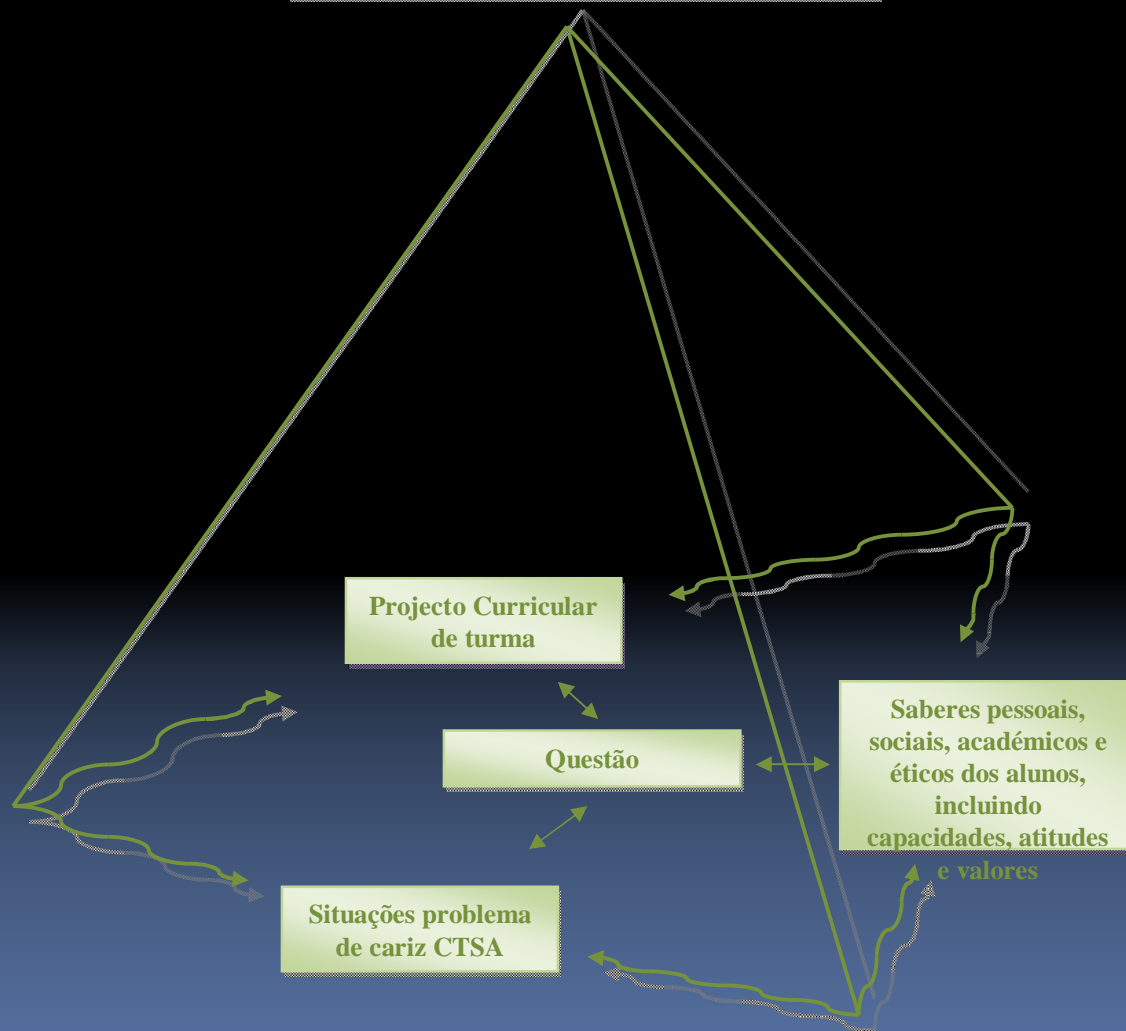 Projecto Curricular
de turma
Questão
Saberes pessoais,
sociais, académicos e
éticos dos alunos,
incluindo
capacidades, atitudes
e valores
Situações problema
de cariz CTSA